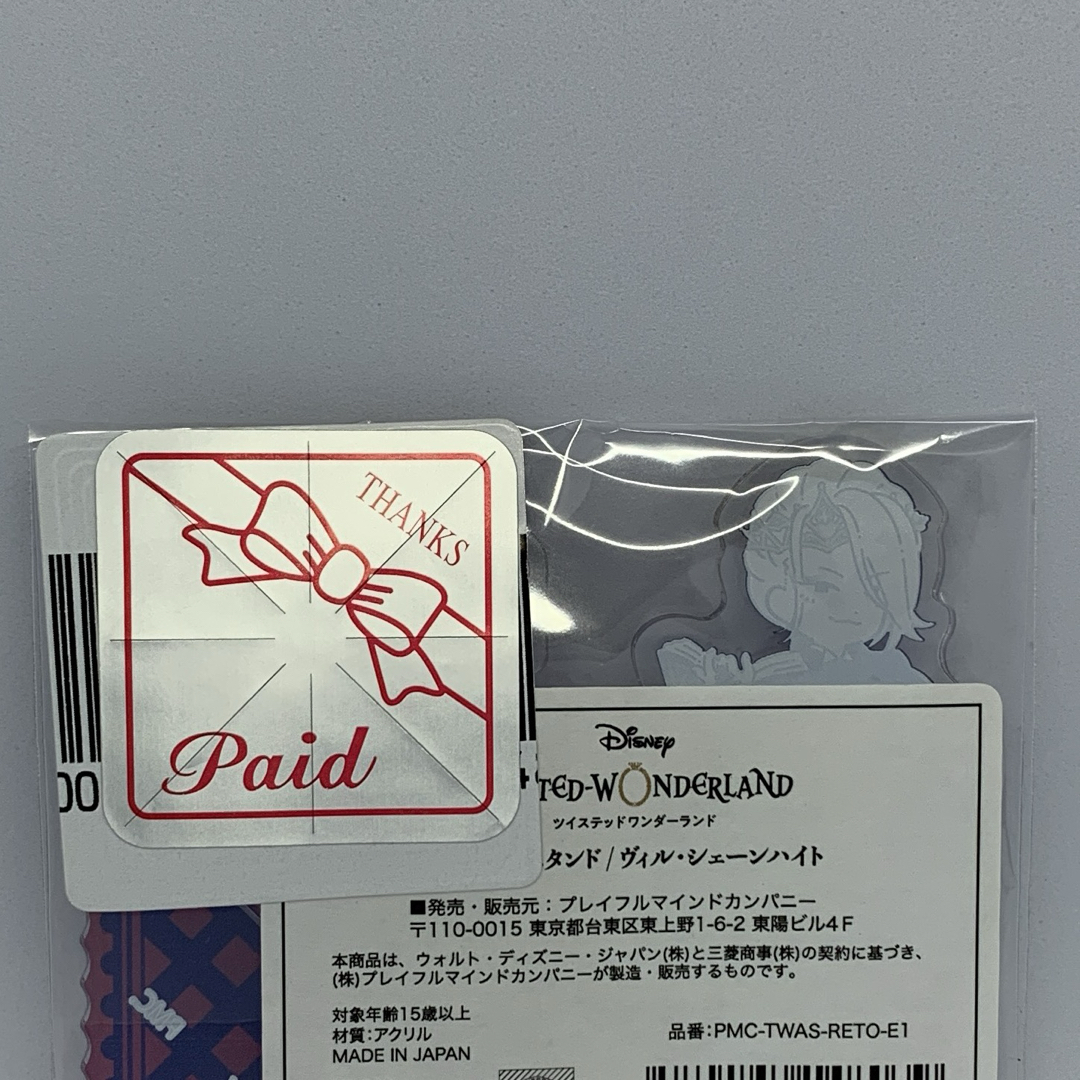 THANKS
Paid
00
Disney
TED-WONDERLAND
ツイステッドワンダーランド
タンド/ヴィル・シェーンハイト
■発売・販売元:プレイフルマインドカンパニー
〒110-0015 東京都台東区東上野1-6-2 東陽ビル4F
本商品は、ウォルト・ディズニー・ジャパン(株)と三菱商事(株)の契約に基づき、
(株)プレイフルマインドカンパニーが製造・販売するものです。
対象年齢15歳以上
材質:アクリル
品番:PMC-TWAS-RETO-E1
MADE IN JAPAN
PMC